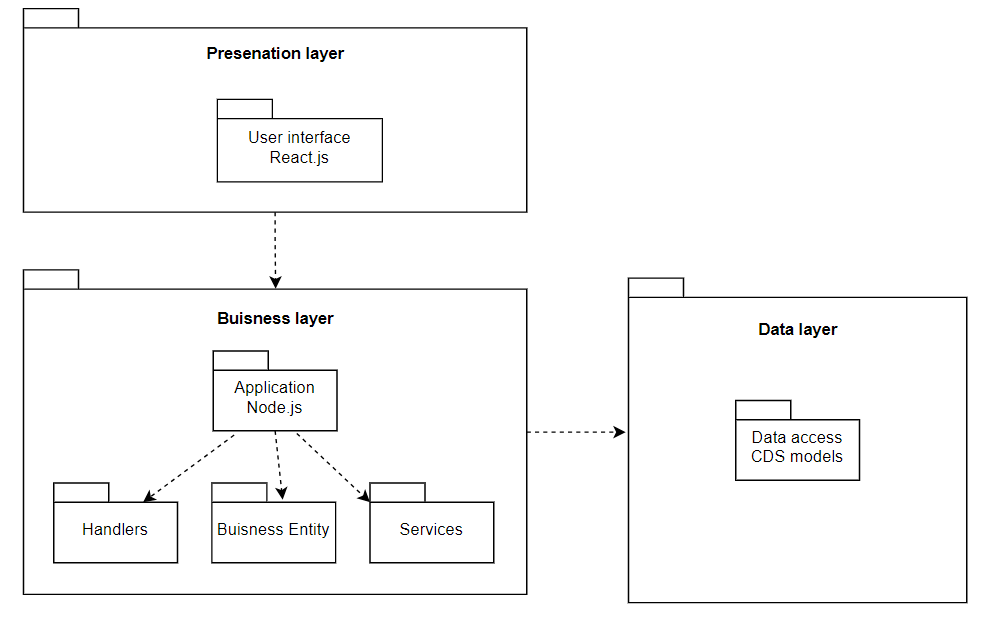 Presenation layer
User interface
React.js
Buisness layer
Application
Node.js
Handlers
Buisness Entity
Services
Data layer
Data access
CDS models